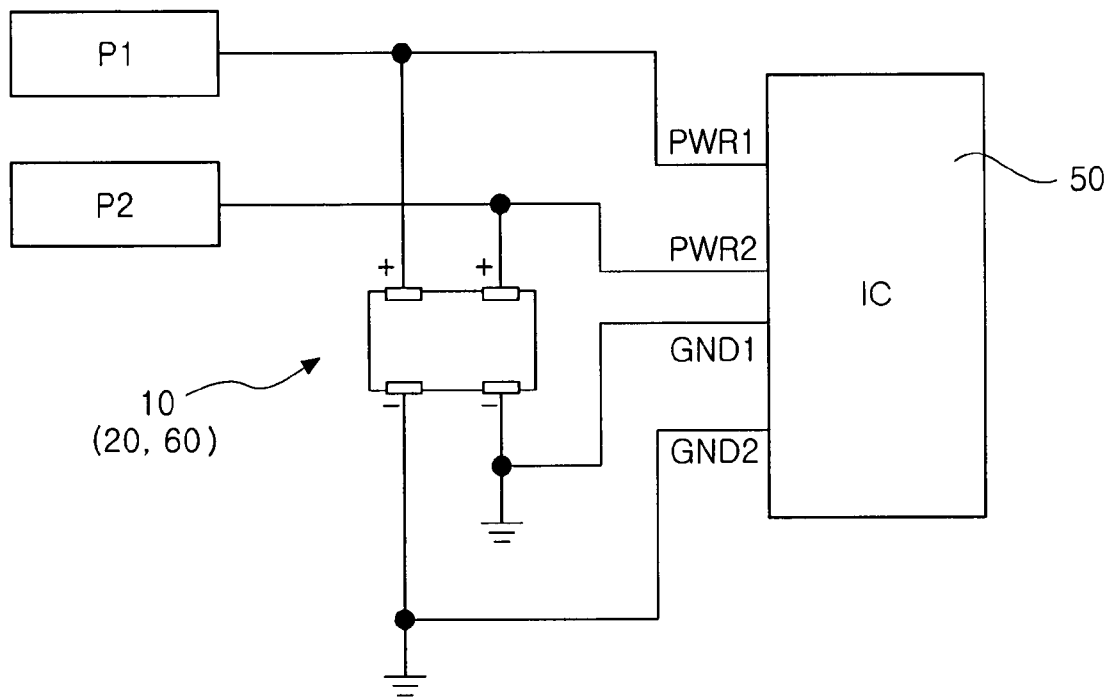 P1
PWR1
50
P2
PWR2
IC
+ +
GND1
10
(20, 60)
− −
GND2